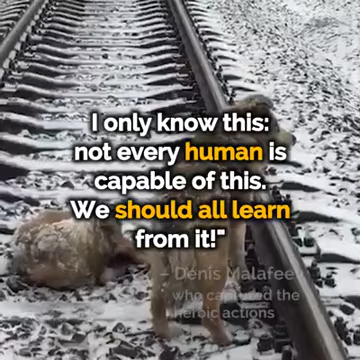 I only know this:
not every human is
capable of this.
We should all learn
from it!"
– Denis Malafeev
who captured the
heroic actions